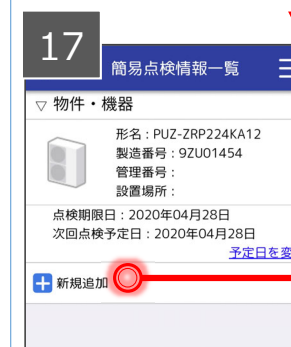 17
簡易点検情報一覧
▽ 物件・機器
形名：PUZ-ZRP224KA12
製造番号：9ZU01454
管理番号：
設置場所：
点検期限日：2020年04月28日
次回点検予定日：2020年04月28日
予定日を変
新規追加